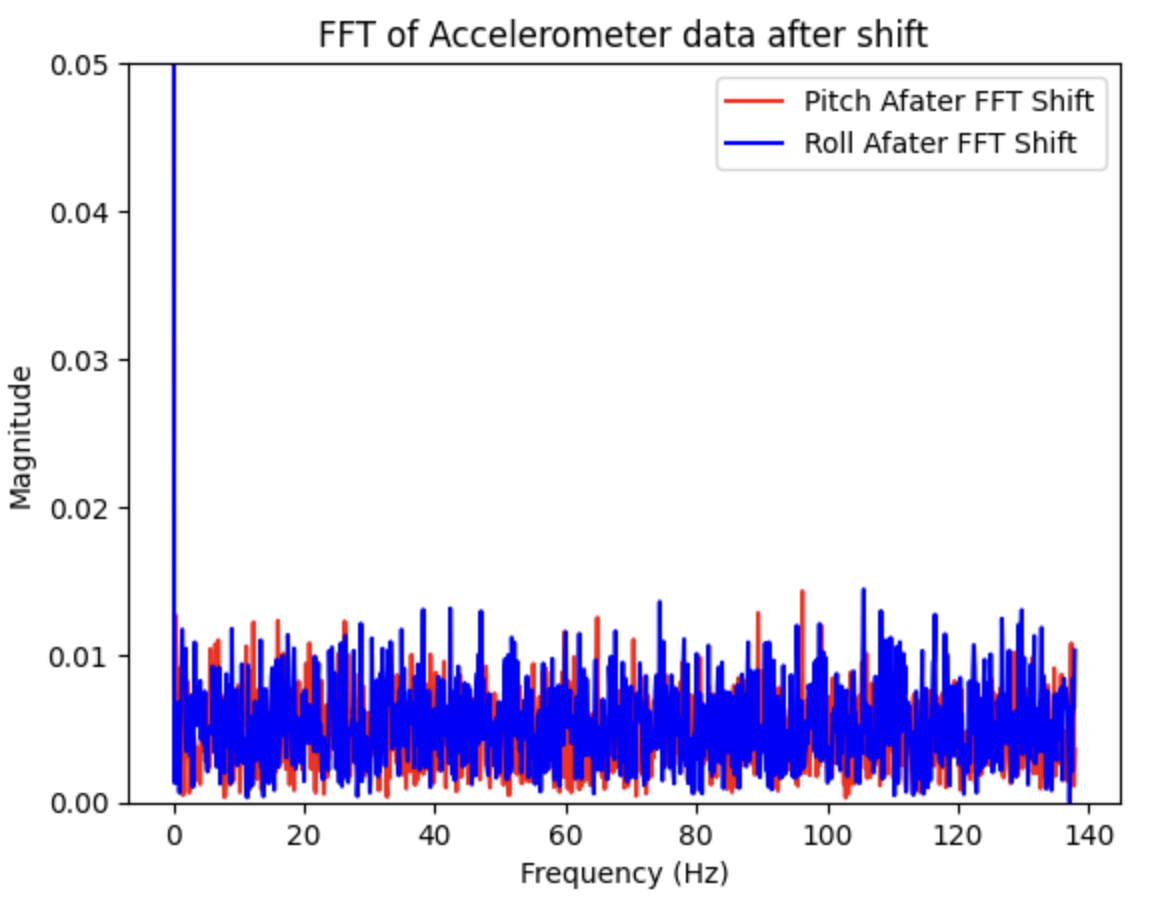 FFT of Accelerometer data after shift
Pitch Afater FFT Shift
Roll Afater FFT Shift
0.05
0.04
0.03
0.02
0.01
0.00
Magnitude
0 20 40 60 80 100 120 140
Frequency (Hz)